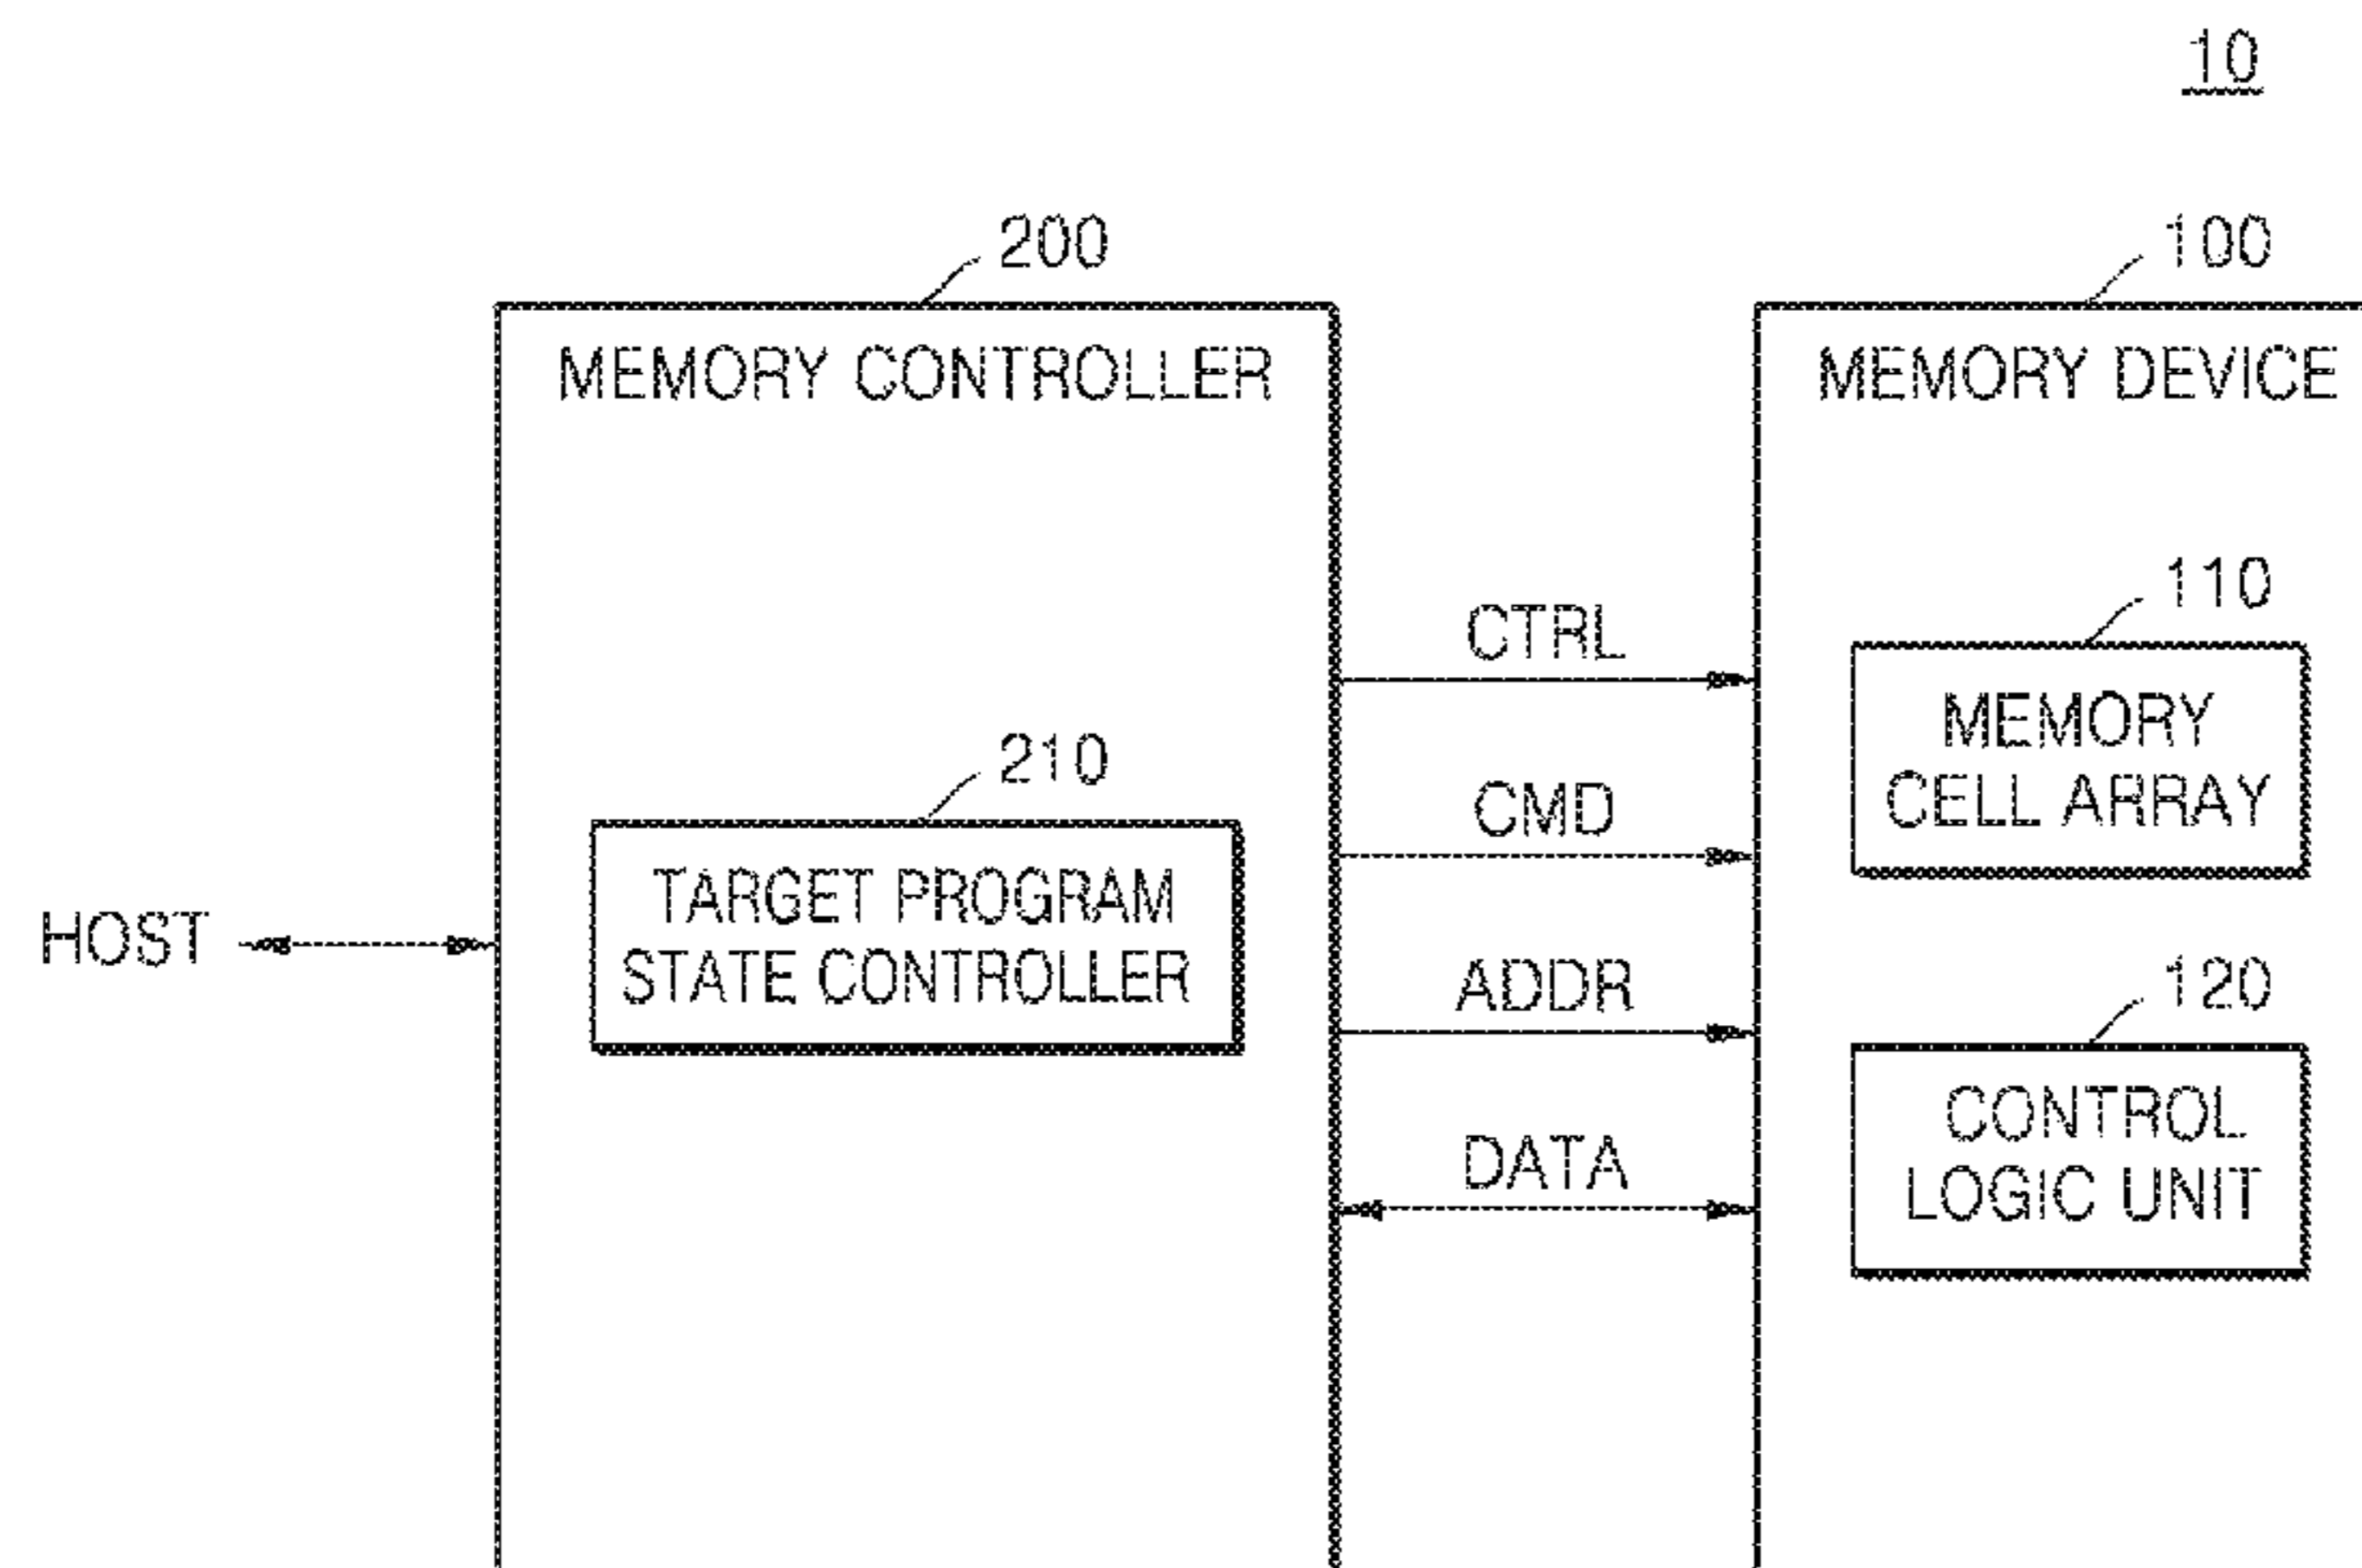 10
200
100
MEMORY CONTROLLER
MEMORY DEVICE
110
CTRL
MEMORY
CELL ARRAY
210
CMD
TARGET PROGRAM
STATE CONTROLLER
HOST
ADDR
120
DATA
CONTROL
LOGIC UNIT